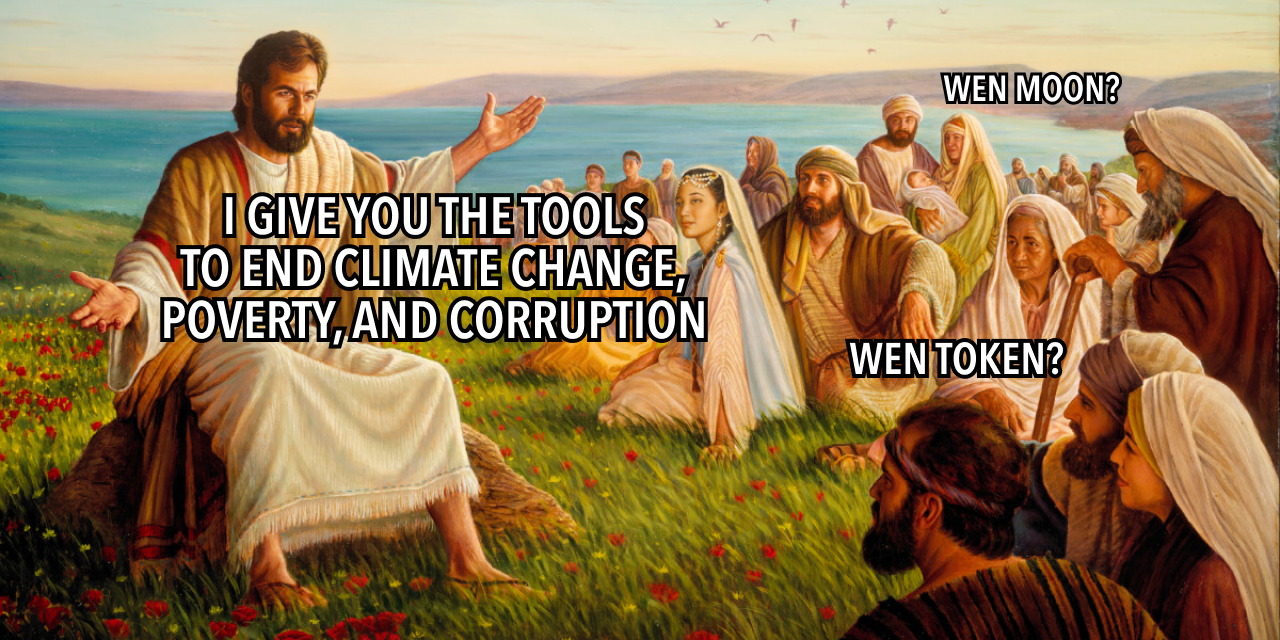 WEN MOON?
I GIVE YOU THE TOOLS
TO END CLIMATE CHANGE,
POVERTY, AND CORRUPTION
WEN TOKEN?